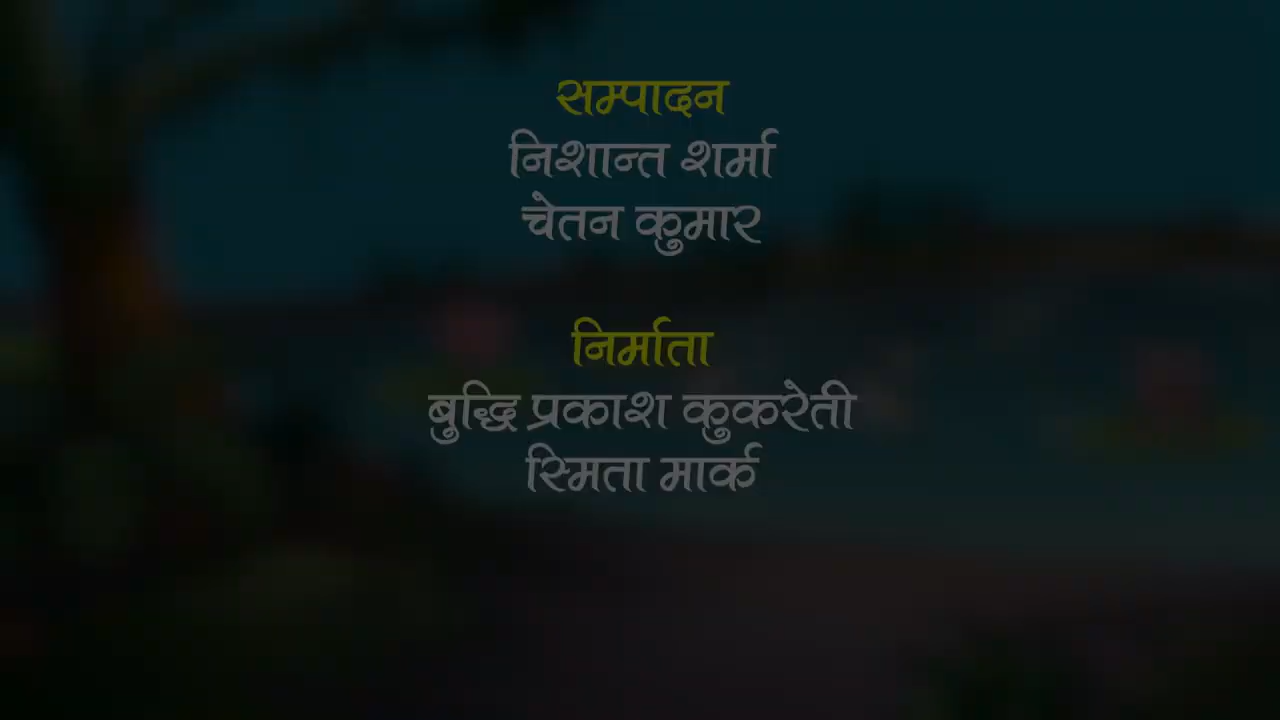 सम्पादन
निशान्त शर्मा
चेतन कुमार
निर्माता
बुद्धि प्रकाश कुकरेती
स्मिता मार्क